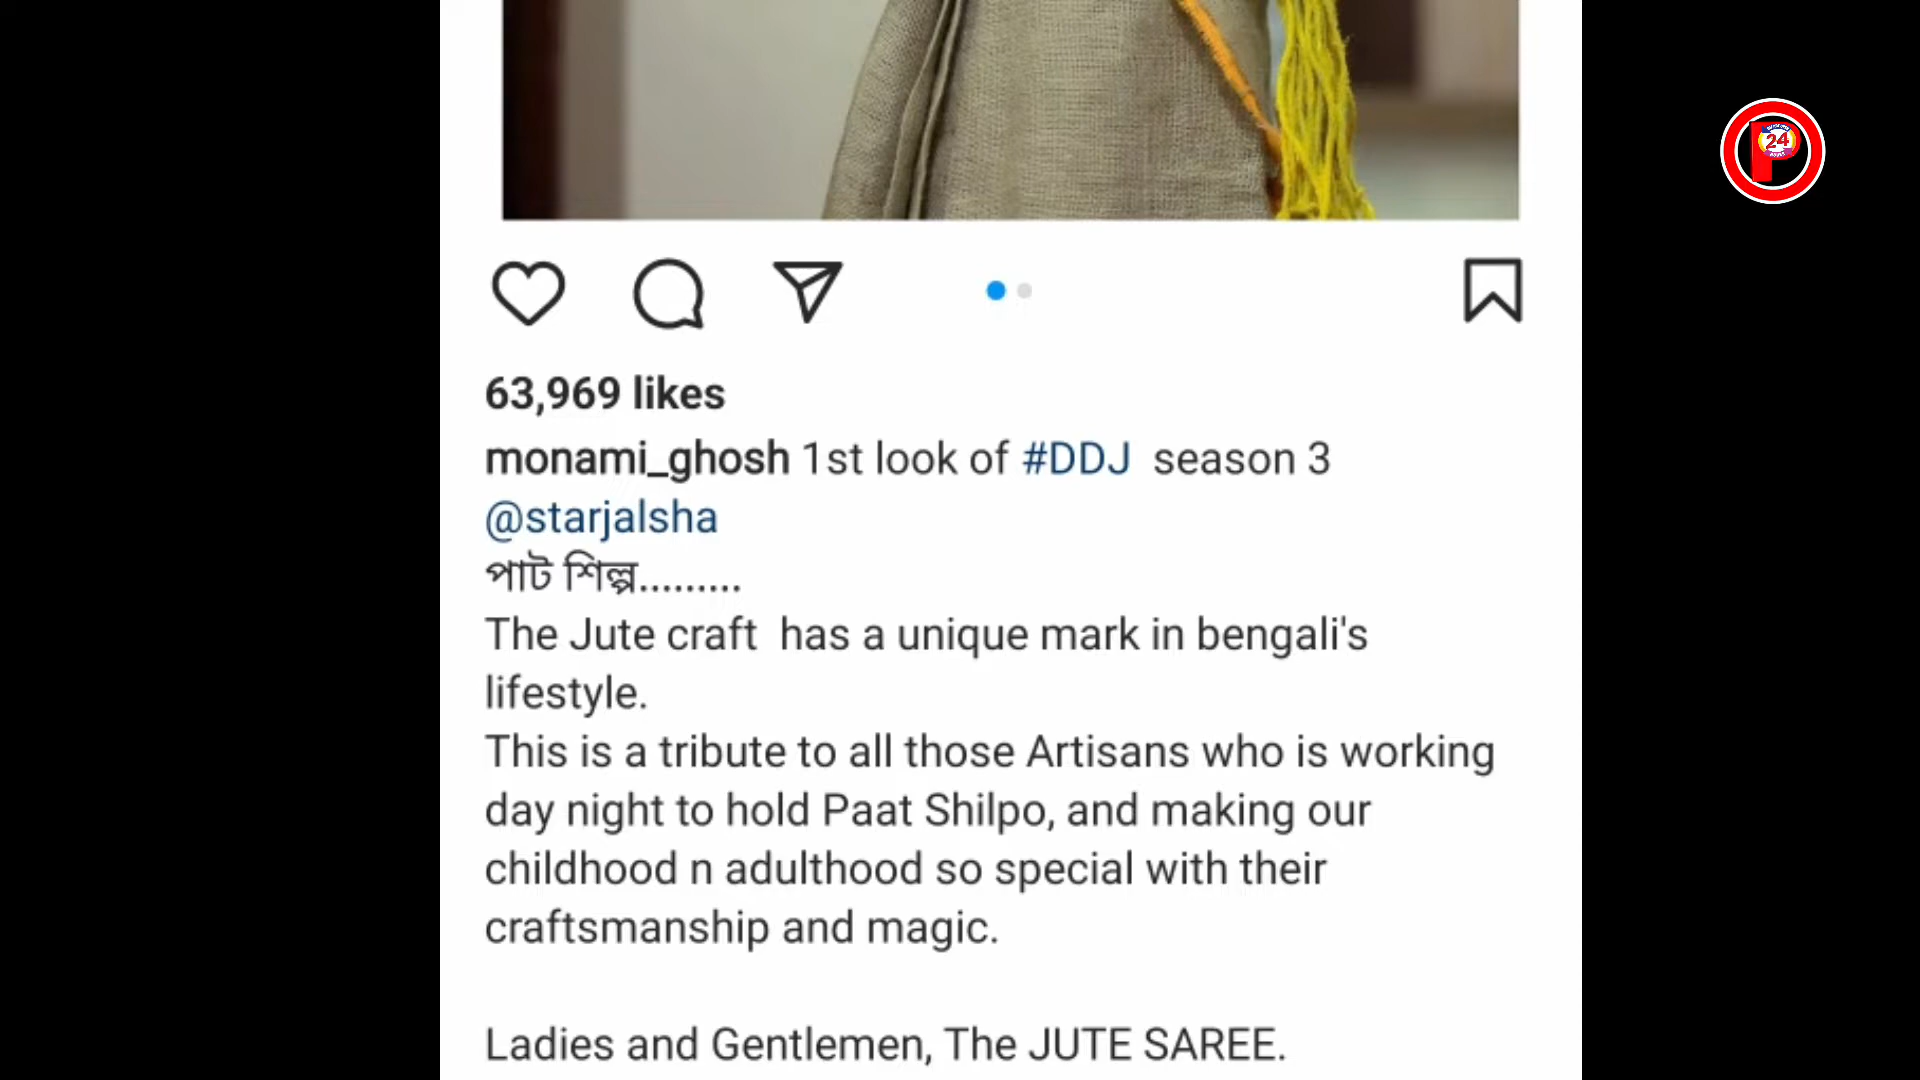 24
63,969 likes
monami_ghosh 1st look of #DDJ season 3
@starjalsha
পাট শিল্প.........
The Jute craft has a unique mark in bengali's
lifestyle.
This is a tribute to all those Artisans who is working
day night to hold Paat Shilpo, and making our
childhood n adulthood so special with their
craftsmanship and magic.
Ladies and Gentlemen, The JUTE SAREE.